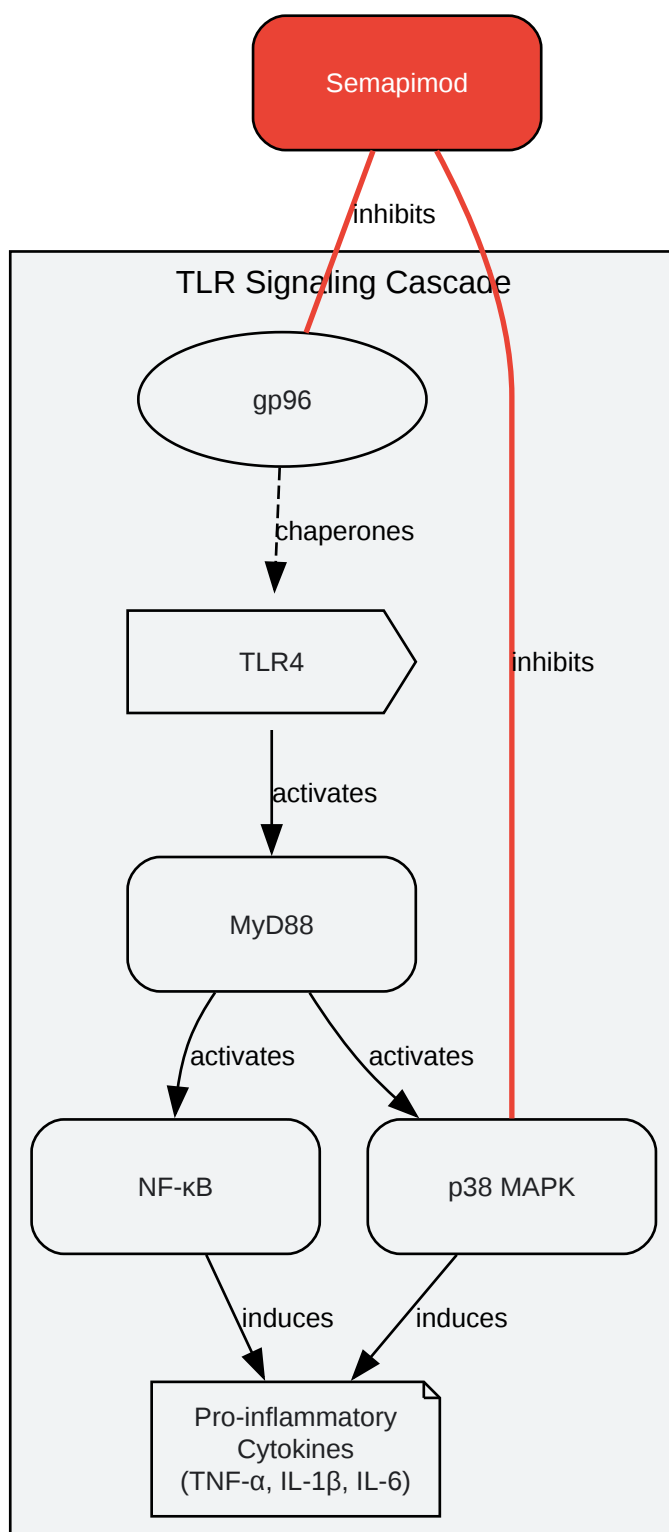 Semapimod
inhibits
TLR Signaling Cascade
gp96
chaperones
TLR4
inhibits
activates
MyD88
activates
activates
NF-κB
p38 MAPK
induces
induces
Pro-inflammatory
Cytokines
(TNF-α, IL-1β, IL-6)